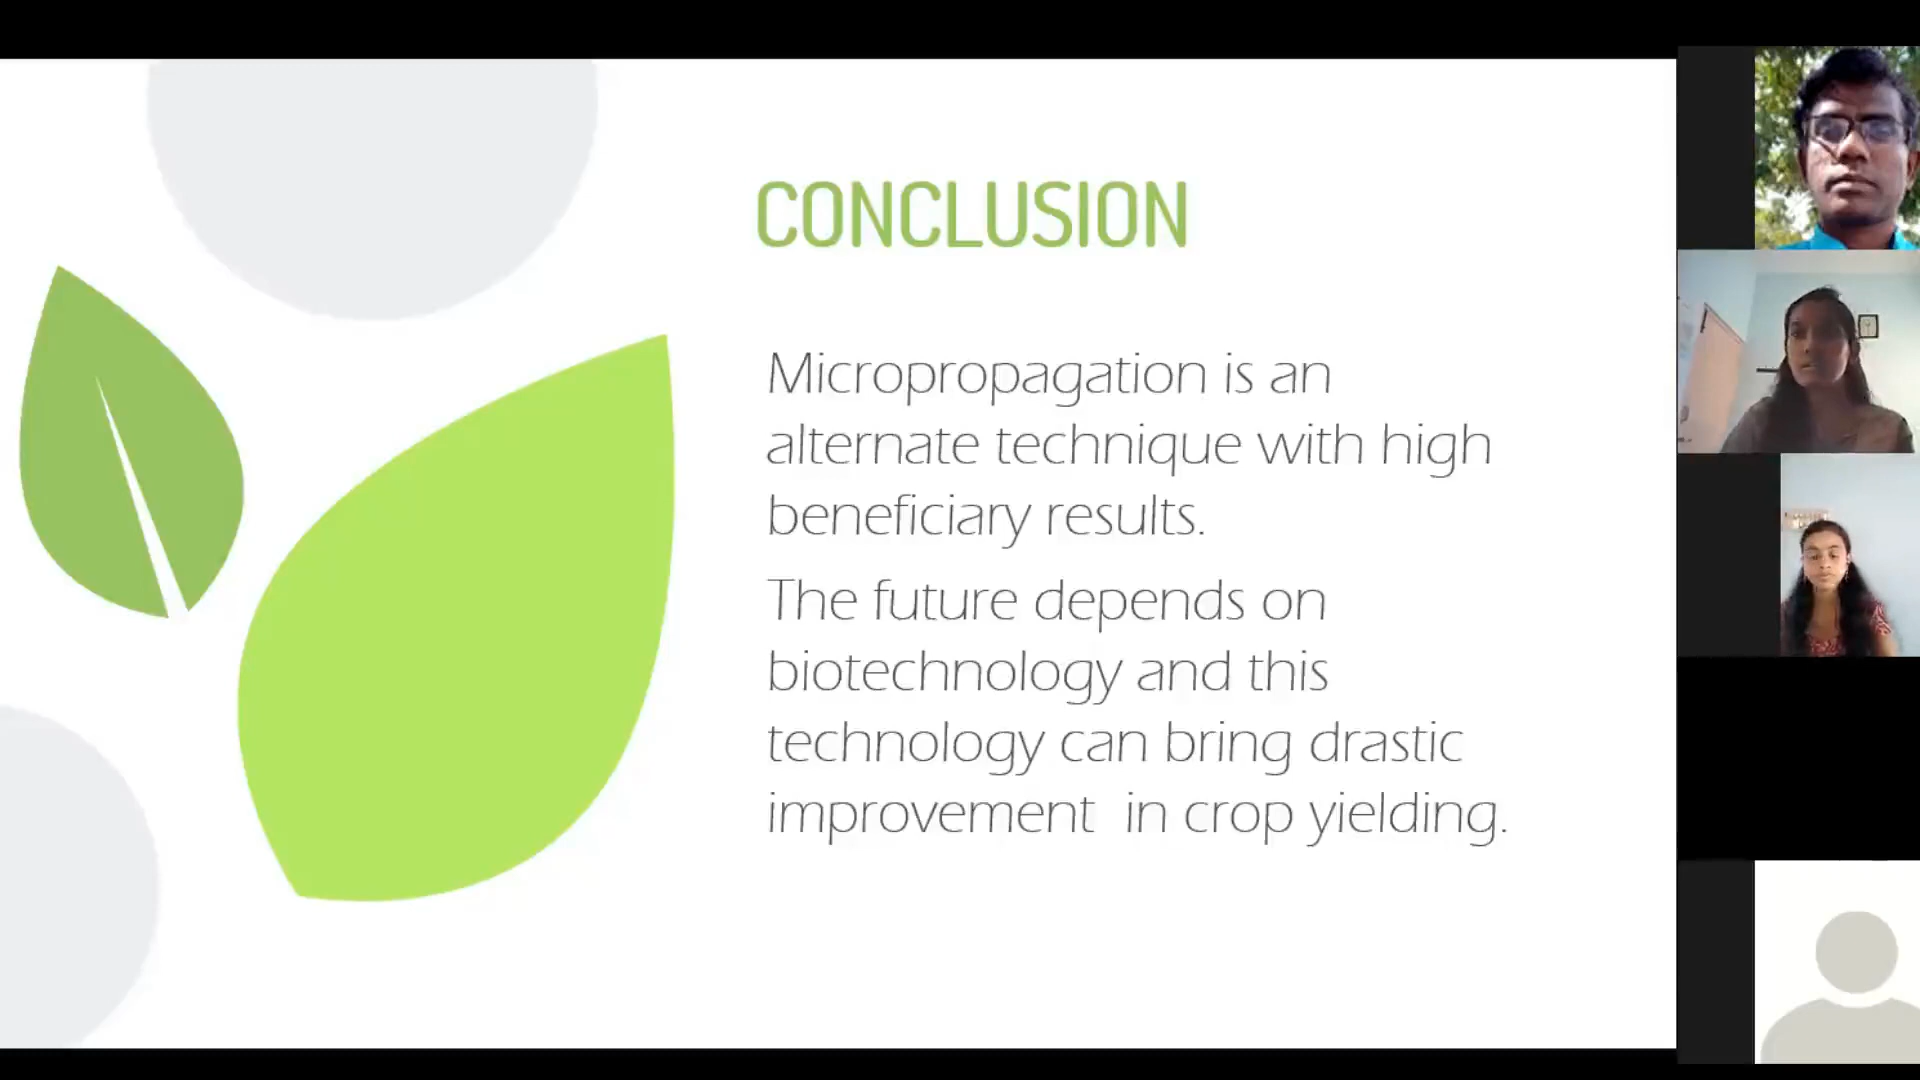 CONCLUSION
Micropropagation is an
alternate technique with high
beneficiary results.
The future depends on
biotechnology and this
technology can bring drastic
improvement  in crop yielding.